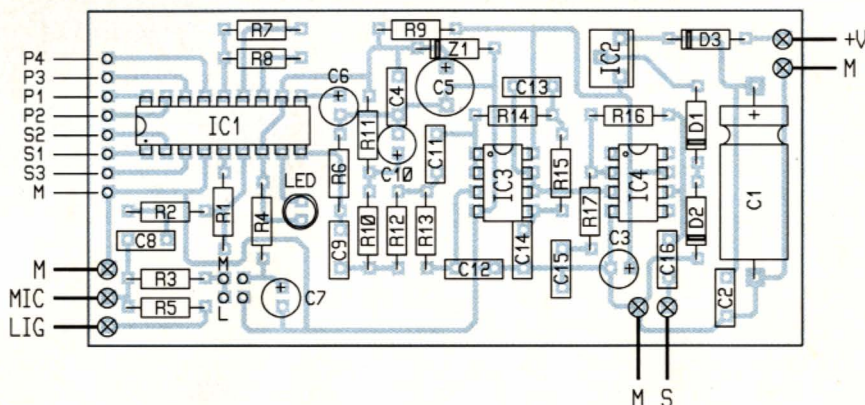 R7
R9
R8
Z1
IC2
D3
+V
M
P4
P3
P1
P2
S2
S1
S3
M
C6
C4
C5
C13
IC1
R11
R14
R16
D1
+
C1
C11
C10
R6
LED
IC3
R15
IC4
R2
R1
R4
R17
D2
C8
C9
R10
R12
R13
C14
C3
C16
M
MIC
LIG
R3
M
R5
L
C7
C12
C15
C2
M
S